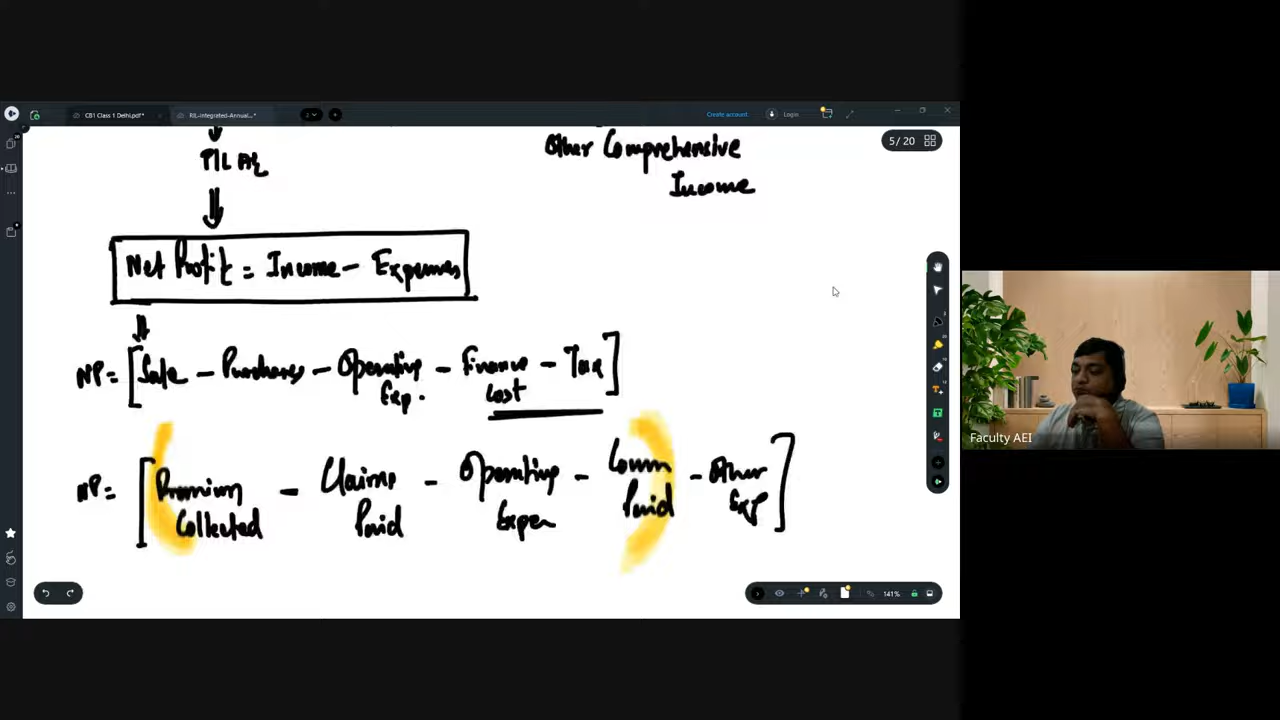 CB1 Class 1 Delhi.pdf*
RIL-Integrated-Annual...*
2
Create account
Login
5 / 20
P/L A/c
Other Comprehensive
Income
Net Profit = Income - Expenses
NP = [Sale - Purchases - Operating Exp. - Finance Cost - Tax]
NP = [Premium Collected - Claims Paid - Operating Expen - Comm Paid - Other Exp]
Faculty AEI
141%